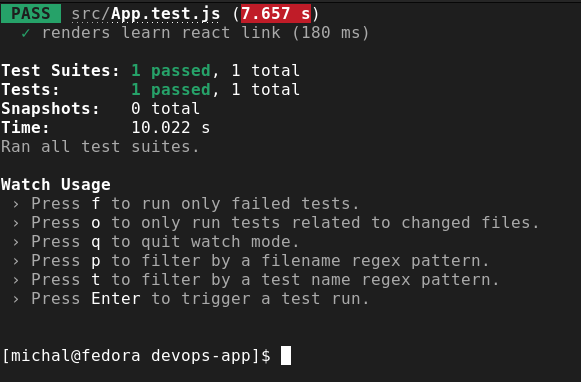 PASS src/App.test.js (7.657 s)
✓ renders learn react link (180 ms)
Test Suites: 1 passed, 1 total
Tests: 1 passed, 1 total
Snapshots: 0 total
Time: 10.022 s
Ran all test suites.
Watch Usage
› Press f to run only failed tests.
› Press o to only run tests related to changed files.
› Press q to quit watch mode.
› Press p to filter by a filename regex pattern.
› Press t to filter by a test name regex pattern.
› Press Enter to trigger a test run.
[michal@fedora devops-app]$